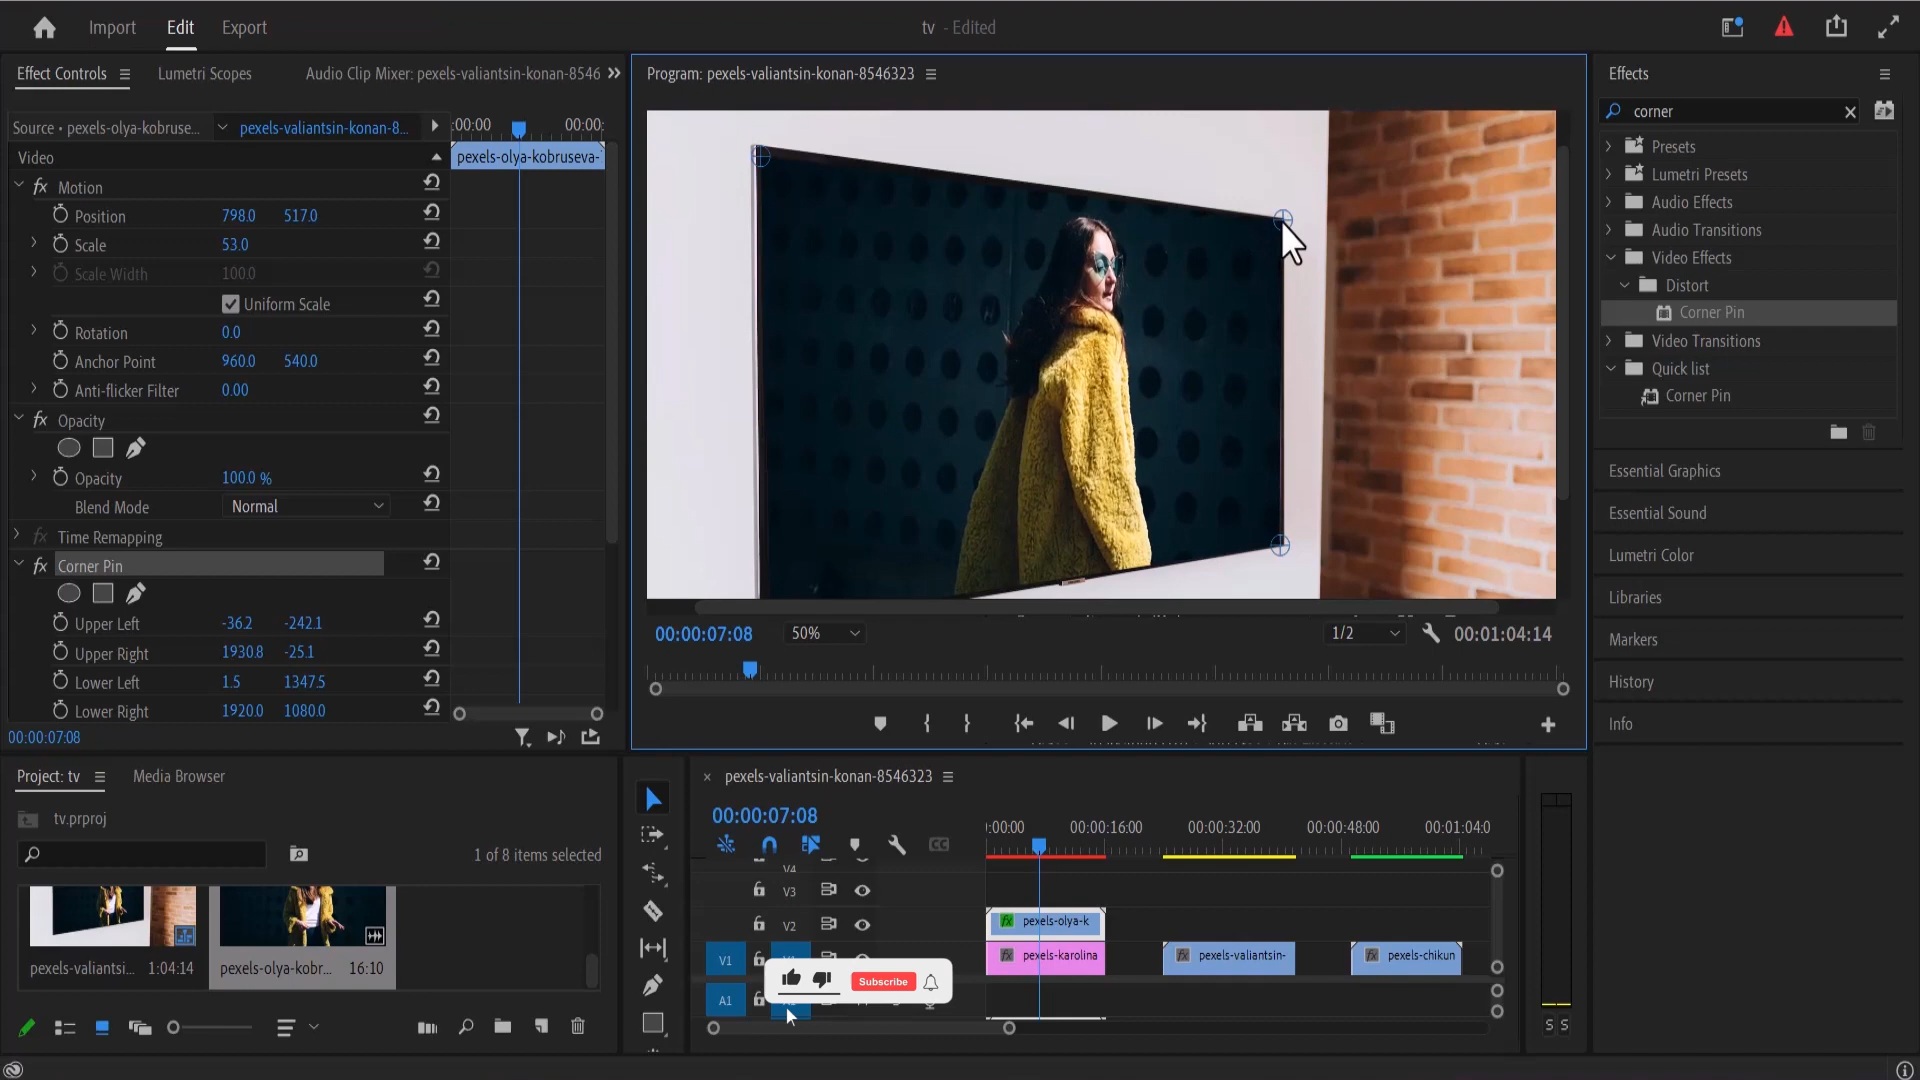 Import
Edit
Export
tv - Edited
Effect Controls
Lumetri Scopes
Audio Clip Mixer: pexels-valiantsin-konan-8546
Program: pexels-valiantsin-konan-8546323
Effects
Source • pexels-olya-kobruse...
pexels-valiantsin-konan-8...
:00:00
00:00:
pexels-olya-kobruseva-
corner
Video
Motion
Position 798.0 517.0
Scale 53.0
Scale Width 100.0
Uniform Scale
Rotation 0.0
Anchor Point 960.0 540.0
Anti-flicker Filter 0.00
Opacity
Opacity 100.0 %
Blend Mode Normal
Time Remapping
Corner Pin
Upper Left -36.2 -242.1
Upper Right 1930.8 -25.1
Lower Left 1.5 1347.5
Lower Right 1920.0 1080.0
00:00:07:08
00:00:07:08
50%
1/2
00:01:04:14
Presets
Lumetri Presets
Audio Effects
Audio Transitions
Video Effects
Distort
Corner Pin
Video Transitions
Quick list
Corner Pin
Essential Graphics
Essential Sound
Lumetri Color
Libraries
Markers
History
Info
Project: tv
Media Browser
tv.prproj
1 of 8 items selected
pexels-valiantsi... 1:04:14
pexels-olya-kobr... 16:10
× pexels-valiantsin-konan-8546323
00:00:07:08
:00:00
00:00:16:00
00:00:32:00
00:00:48:00
00:01:04:0
V4
V3
V2
pexels-olya-k
V1
pexels-karolina
pexels-valiantsin-
pexels-chikun
Subscribe
A1
S S